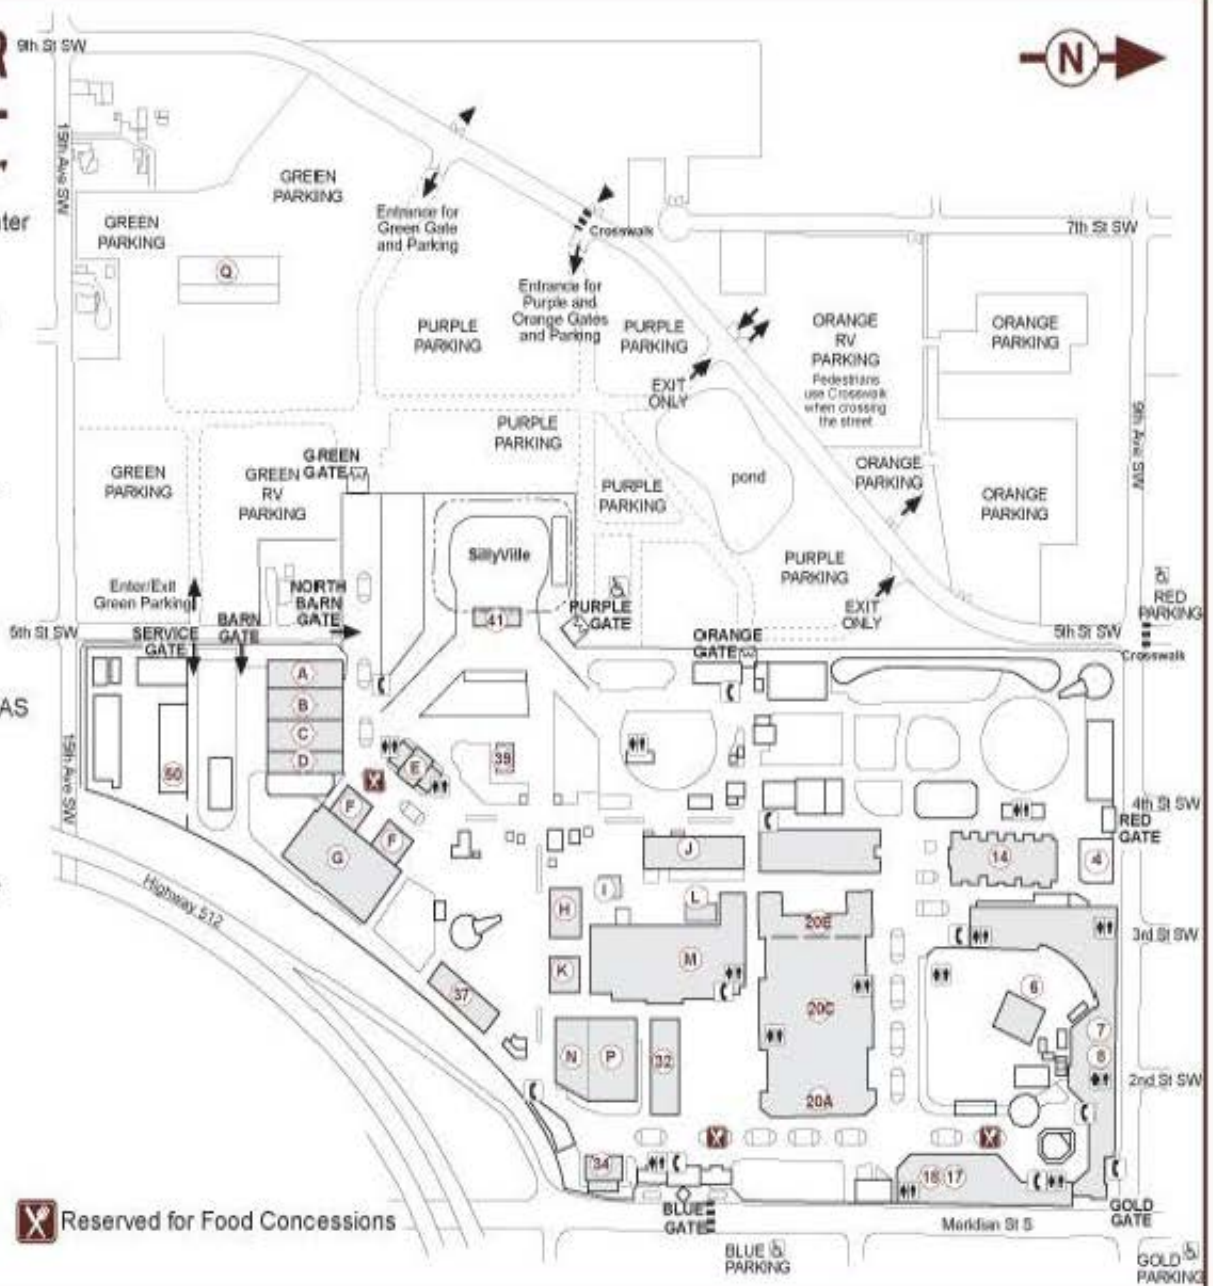 R
9th St SW
N
15th Ave SW
GREEN
PARKING
GREEN
PARKING
Entrance for
Green Gate
and Parking
Crosswalk
7th St SW
Q
Entrance for
Purple and
Orange Gates
and Parking
PURPLE
PARKING
PURPLE
PARKING
ORANGE
RV
PARKING
Pedestrians
use Crosswalk
when crossing
the street
ORANGE
PARKING
EXIT
ONLY
9th Ave SW
PURPLE
PARKING
GREEN
GATE
GREEN
PARKING
GREEN
RV
PARKING
PURPLE
PARKING
pond
ORANGE
PARKING
ORANGE
PARKING
SillyVille
PURPLE
PARKING
Enter/Exit
Green Parking
NORTH
BARN
GATE
41
PURPLE
GATE
EXIT
ONLY
RED
PARKING
5th St SW
SERVICE
GATE
BARN
GATE
ORANGE
GATE
5th St SW
Crosswalk
AS
A
B
C
D
15th Ave SW
50
E
39
4th St SW
F
F
G
RED
GATE
J
14
4
Highway 512
H
I
L
20E
3rd St SW
K
M
37
6
20C
7
8
N
P
32
2nd St SW
20A
34
18
17
Reserved for Food Concessions
BLUE
GATE
Meridian St S
GOLD
GATE
BLUE
PARKING
GOLD
PARKING